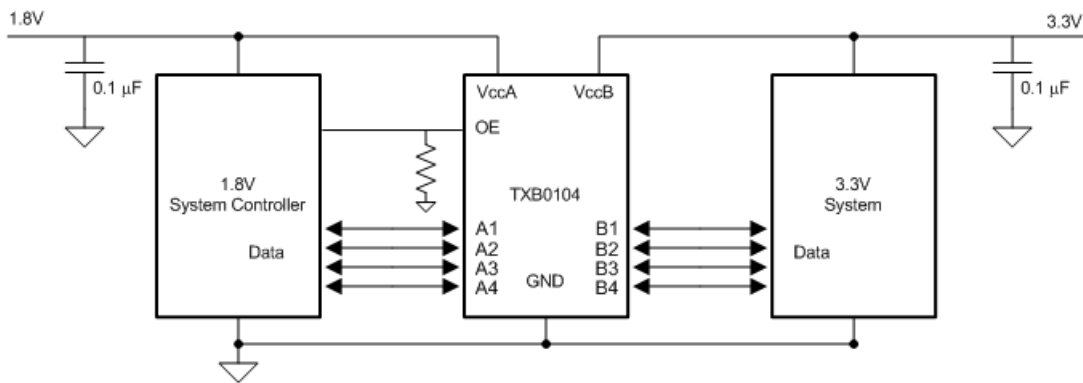 1.8V
3.3V
0.1 μF
VccA
VccB
0.1 μF
OE
1.8V
System Controller
TXB0104
3.3V
System
A1
B1
Data
A2
B2
Data
A3
B3
A4
GND
B4